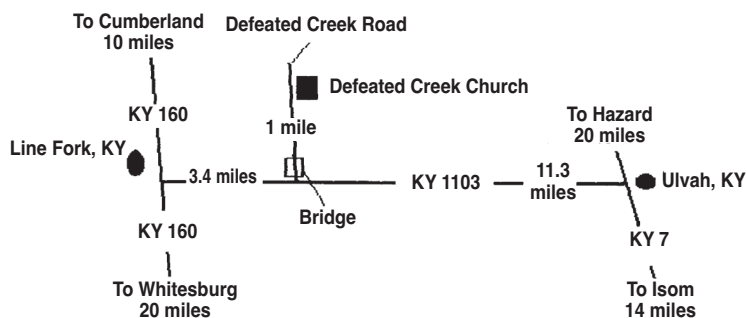 To Cumberland
10 miles
Defeated Creek Road
Defeated Creek Church
KY 160
1 mile
To Hazard
20 miles
Line Fork, KY
3.4 miles
KY 1103
11.3
miles
Ulvah, KY
Bridge
KY 160
KY 7
To Whitesburg
20 miles
To Isom
14 miles